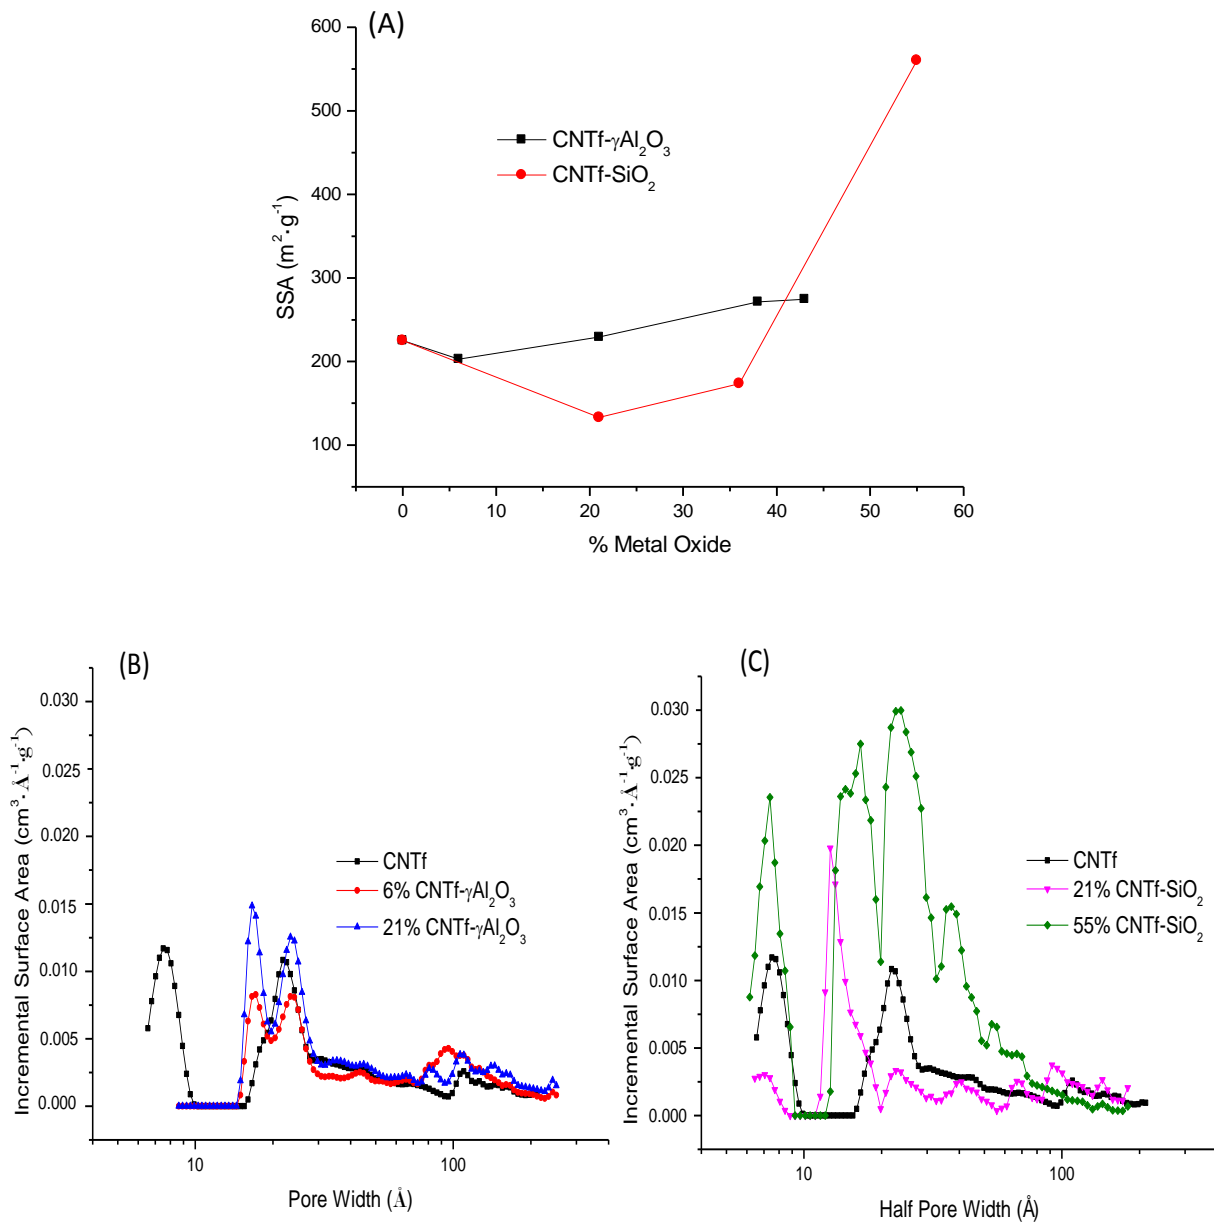 (A)
600
500
400
300
200
100
SSA (m²·g⁻¹)
CNTf-γAl₂O₃
CNTf-SiO₂
0 10 20 30 40 50 60
% Metal Oxide
(B)
0.030
0.025
0.020
0.015
0.010
0.005
0.000
Incremental Surface Area (cm³·Å⁻¹·g⁻¹)
CNTf
6% CNTf-γAl₂O₃
21% CNTf-γAl₂O₃
10 100
Pore Width (Å)
(C)
0.030
0.025
0.020
0.015
0.010
0.005
0.000
Incremental Surface Area (cm³·Å⁻¹·g⁻¹)
CNTf
21% CNTf-SiO₂
55% CNTf-SiO₂
10 100
Half Pore Width (Å)